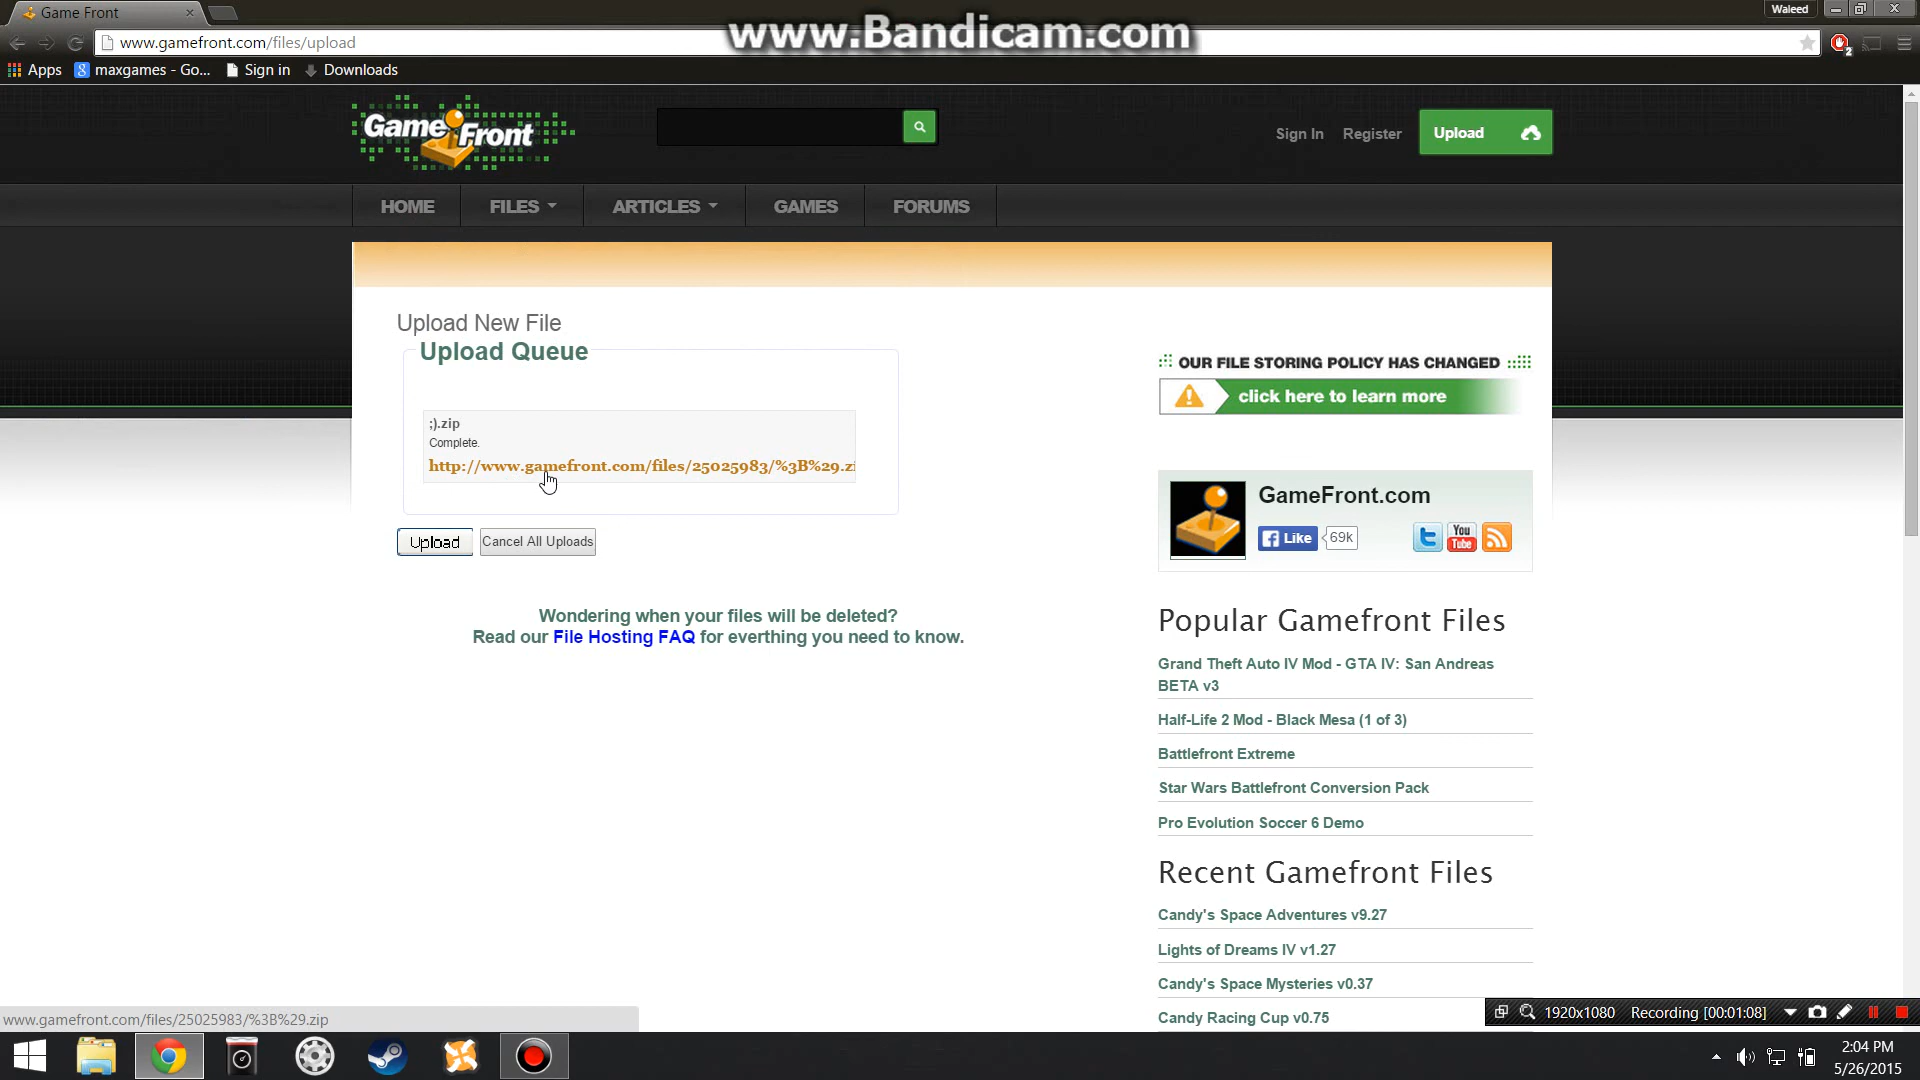 Game Front
www.Bandicam.com
Waleed
www.gamefront.com/files/upload
2
Apps
maxgames - Go...
Sign in
Downloads
Game Front
Sign In
Register
Upload
HOME
FILES
ARTICLES
GAMES
FORUMS
Upload New File
Upload Queue
;).zip
Complete.
http://www.gamefront.com/files/25025983/%3B%29.zi
Upload
Cancel All Uploads
Wondering when your files will be deleted?
Read our File Hosting FAQ for everthing you need to know.
OUR FILE STORING POLICY HAS CHANGED
click here to learn more
GameFront.com
Like
69k
You
Tube
Popular Gamefront Files
Grand Theft Auto IV Mod - GTA IV: San Andreas
BETA v3
Half-Life 2 Mod - Black Mesa (1 of 3)
Battlefront Extreme
Star Wars Battlefront Conversion Pack
Pro Evolution Soccer 6 Demo
Recent Gamefront Files
Candy's Space Adventures v9.27
Lights of Dreams IV v1.27
Candy's Space Mysteries v0.37
Candy Racing Cup v0.75
www.gamefront.com/files/25025983/%3B%29.zip
1920x1080
Recording [00:01:08]
2:04 PM
5/26/2015